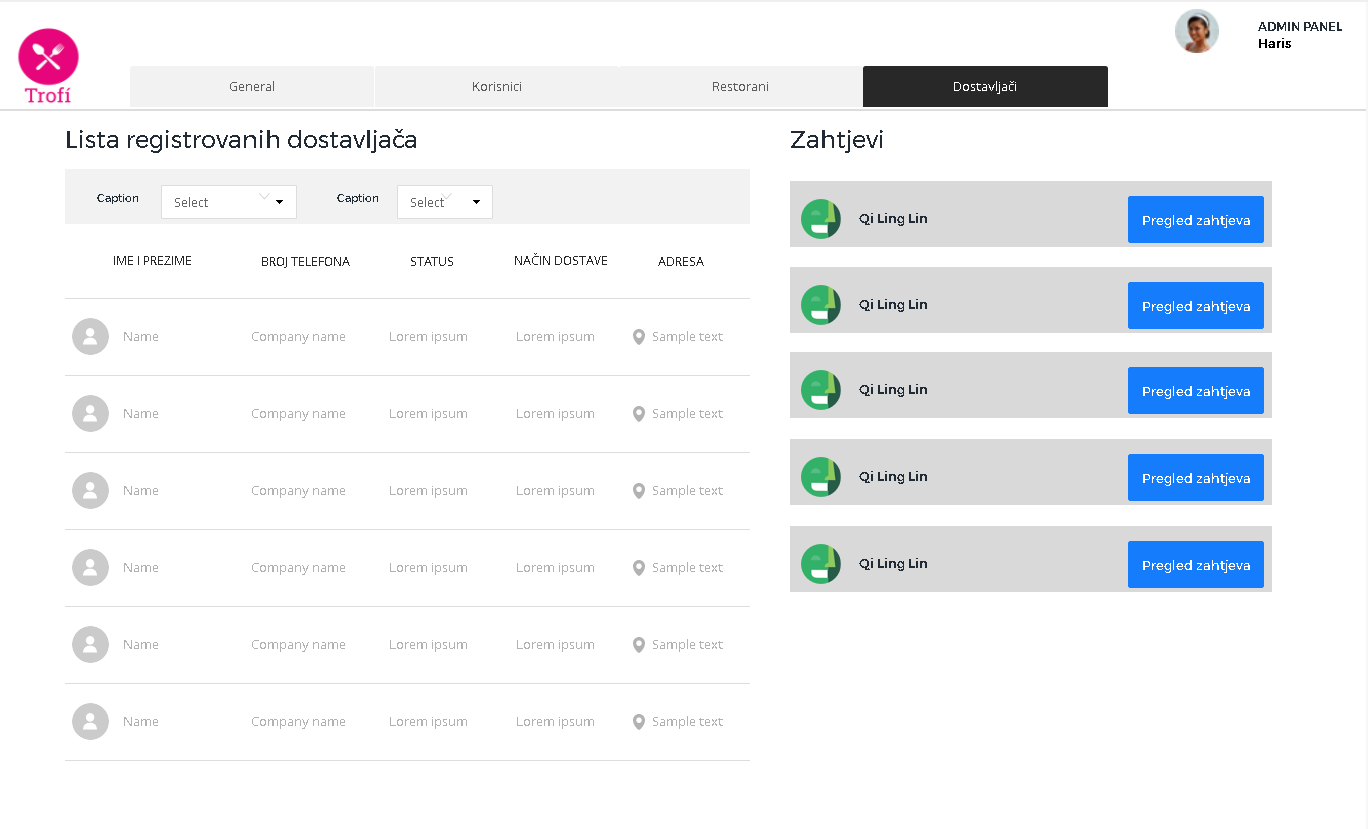 ADMIN PANEL
Haris
Trofí
General Korisnici Restorani Dostavljači
Lista registrovanih dostavljača
Caption Select Caption Select
IME I PREZIME BROJ TELEFONA STATUS NAČIN DOSTAVE ADRESA
Name Company name Lorem ipsum Lorem ipsum Sample text
Name Company name Lorem ipsum Lorem ipsum Sample text
Name Company name Lorem ipsum Lorem ipsum Sample text
Name Company name Lorem ipsum Lorem ipsum Sample text
Name Company name Lorem ipsum Lorem ipsum Sample text
Name Company name Lorem ipsum Lorem ipsum Sample text
Zahtjevi
Qi Ling Lin Pregled zahtjeva
Qi Ling Lin Pregled zahtjeva
Qi Ling Lin Pregled zahtjeva
Qi Ling Lin Pregled zahtjeva
Qi Ling Lin Pregled zahtjeva